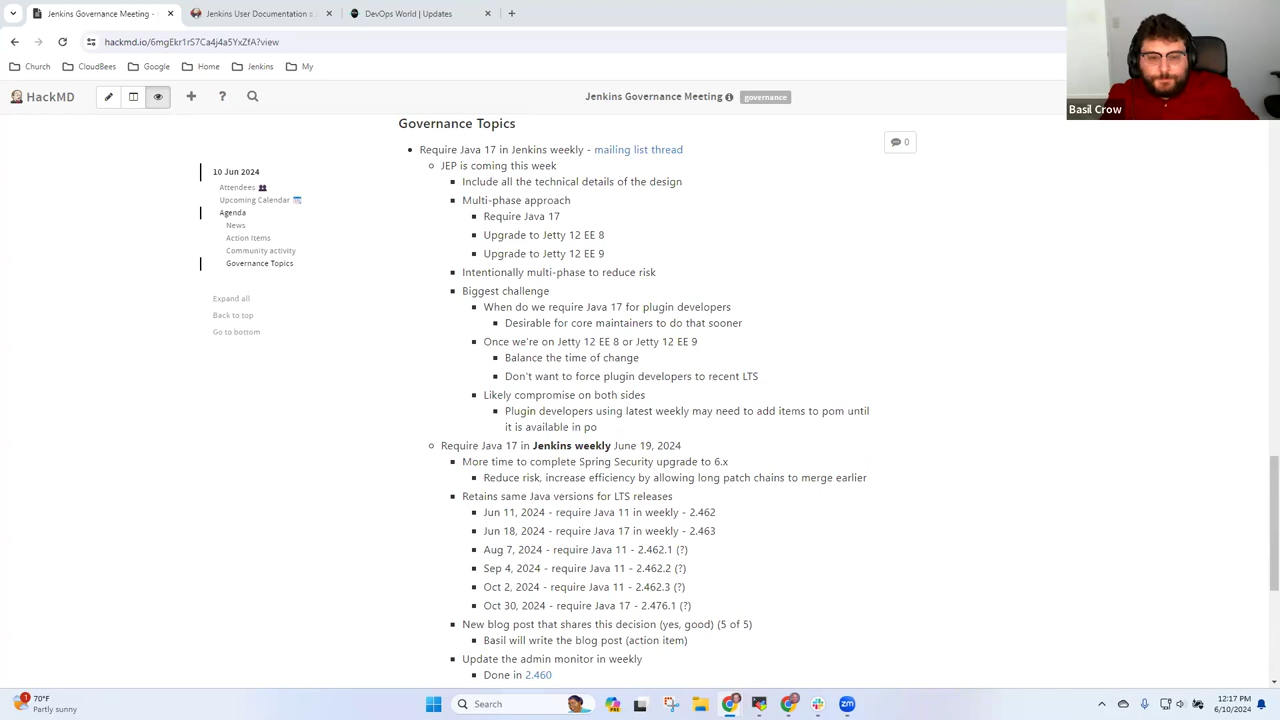 Jenkins Governance Meeting -
Jenkins User Documentation ::
DevOps World | Updates
hackmd.io/6mgEkr1rS7Ca4j4a5YxZfA?view
Church
CloudBees
Google
Home
Jenkins
My
HackMD
Jenkins Governance Meeting
governance
Basil Crow
0
10 Jun 2024
Attendees
Upcoming Calendar
Agenda
News
Action Items
Community activity
Governance Topics
Expand all
Back to top
Go to bottom
Governance Topics
Require Java 17 in Jenkins weekly - mailing list thread
JEP is coming this week
Include all the technical details of the design
Multi-phase approach
Require Java 17
Upgrade to Jetty 12 EE 8
Upgrade to Jetty 12 EE 9
Intentionally multi-phase to reduce risk
Biggest challenge
When do we require Java 17 for plugin developers
Desirable for core maintainers to do that sooner
Once we're on Jetty 12 EE 8 or Jetty 12 EE 9
Balance the time of change
Don't want to force plugin developers to recent LTS
Likely compromise on both sides
Plugin developers using latest weekly may need to add items to pom until
it is available in po
Require Java 17 in Jenkins weekly June 19, 2024
More time to complete Spring Security upgrade to 6.x
Reduce risk, increase efficiency by allowing long patch chains to merge earlier
Retains same Java versions for LTS releases
Jun 11, 2024 - require Java 11 in weekly - 2.462
Jun 18, 2024 - require Java 17 in weekly - 2.463
Aug 7, 2024 - require Java 11 - 2.462.1 (?)
Sep 4, 2024 - require Java 11 - 2.462.2 (?)
Oct 2, 2024 - require Java 11 - 2.462.3 (?)
Oct 30, 2024 - require Java 17 - 2.476.1 (?)
New blog post that shares this decision (yes, good) (5 of 5)
Basil will write the blog post (action item)
Update the admin monitor in weekly
Done in 2.460
1
70°F
Partly sunny
Search
12:17 PM
6/10/2024